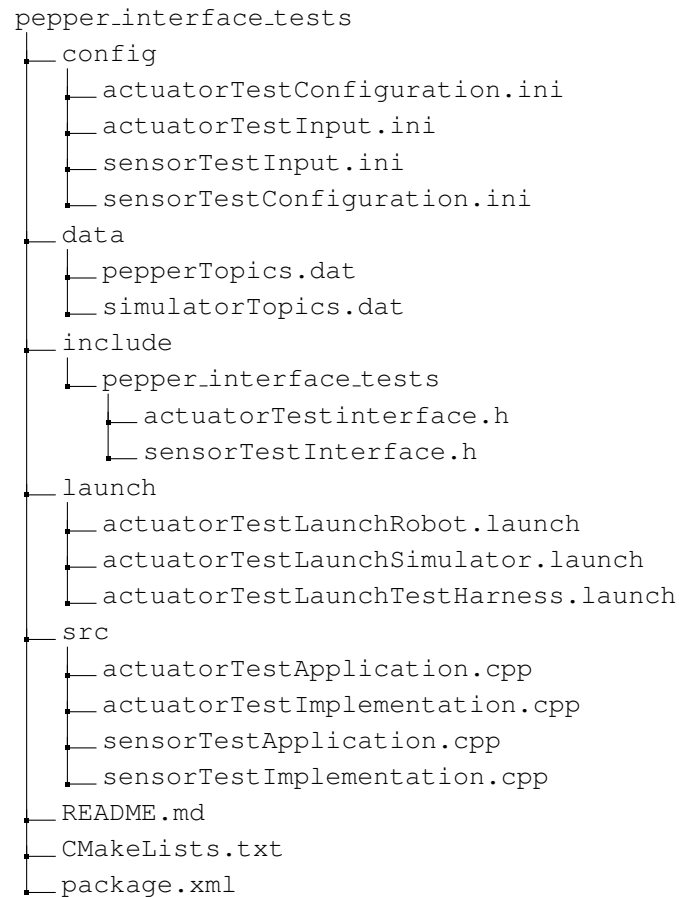 pepper_interface_tests
config
actuatorTestConfiguration.ini
actuatorTestInput.ini
sensorTestInput.ini
sensorTestConfiguration.ini
data
pepperTopics.dat
simulatorTopics.dat
include
pepper_interface_tests
actuatorTestinterface.h
sensorTestInterface.h
launch
actuatorTestLaunchRobot.launch
actuatorTestLaunchSimulator.launch
actuatorTestLaunchTestHarness.launch
src
actuatorTestApplication.cpp
actuatorTestImplementation.cpp
sensorTestApplication.cpp
sensorTestImplementation.cpp
README.md
CMakeLists.txt
package.xml